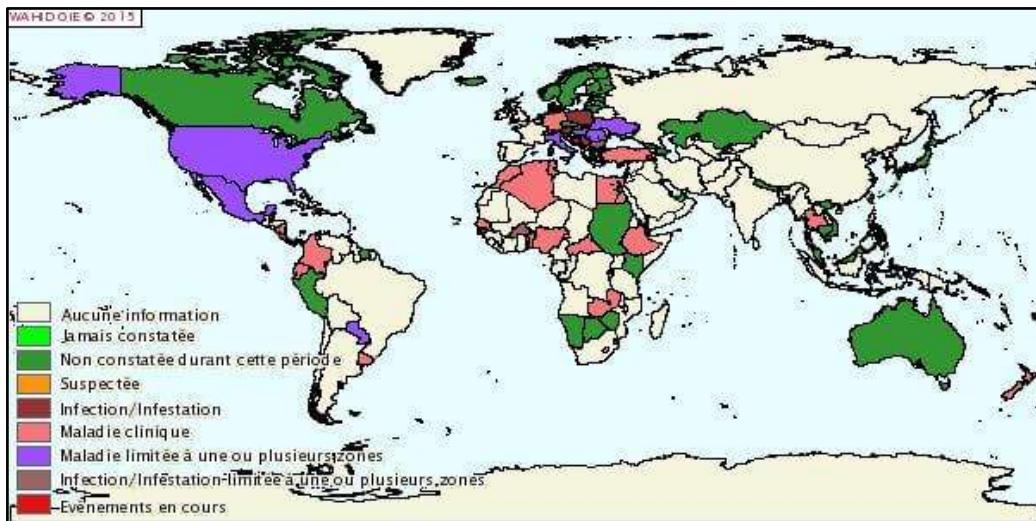 WAHID OIE © 2015
Aucune information
Jamais constatée
Non constatée durant cette période
Suspectée
Infection/Infestation
Maladie clinique
Maladie limitée à une ou plusieurs zones
Infection/Infestation limitée à une ou plusieurs zones
Evénements en cours